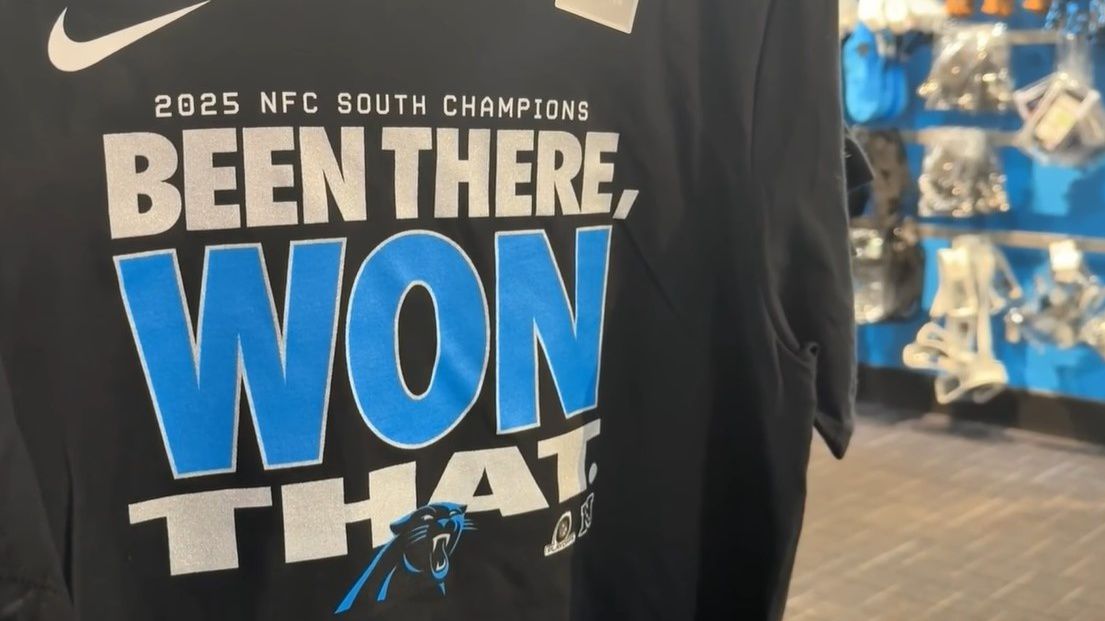 2025 NFC SOUTH CHAMPIONS
BEEN THERE,
WON
THAT.
N